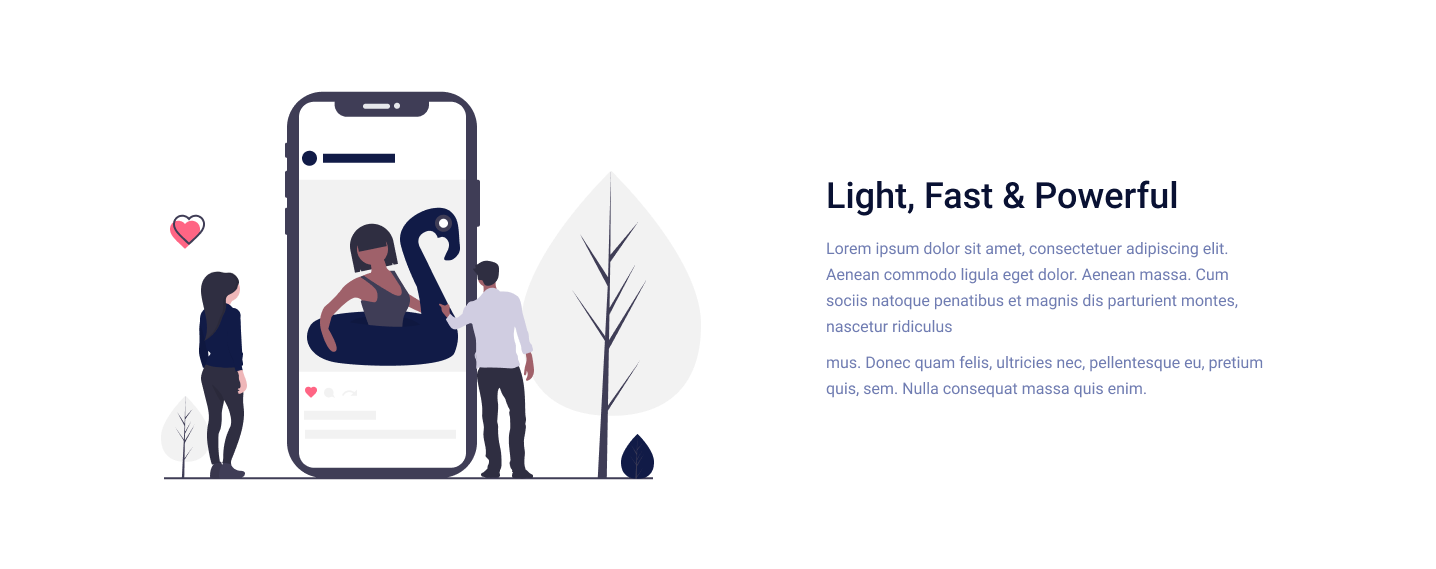 Light, Fast & Powerful
Lorem ipsum dolor sit amet, consectetuer adipiscing elit.
Aenean commodo ligula eget dolor. Aenean massa. Cum
sociis natoque penatibus et magnis dis parturient montes,
nascetur ridiculus
mus. Donec quam felis, ultricies nec, pellentesque eu, pretium
quis, sem. Nulla consequat massa quis enim.